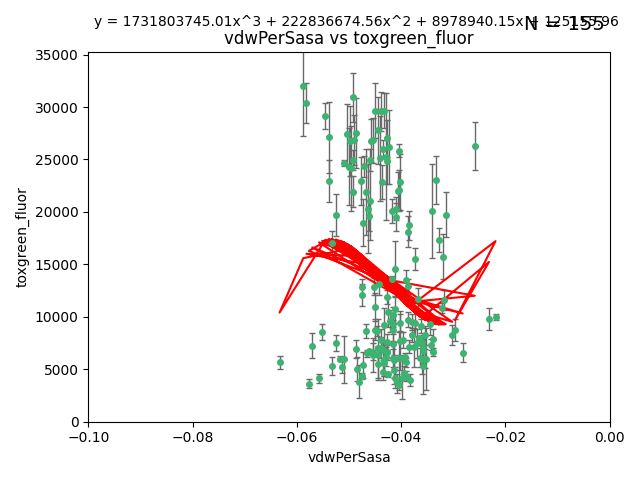 y = 1731803745.01x^3 + 222836674.56x^2 + 8978940.15x +
N = 155
vdwPerSasa vs toxgreen_fluor
toxgreen_fluor
35000
30000
25000
20000
15000
10000
5000
0
−0.10
−0.08
−0.06
−0.04
−0.02
0.00
vdwPerSasa